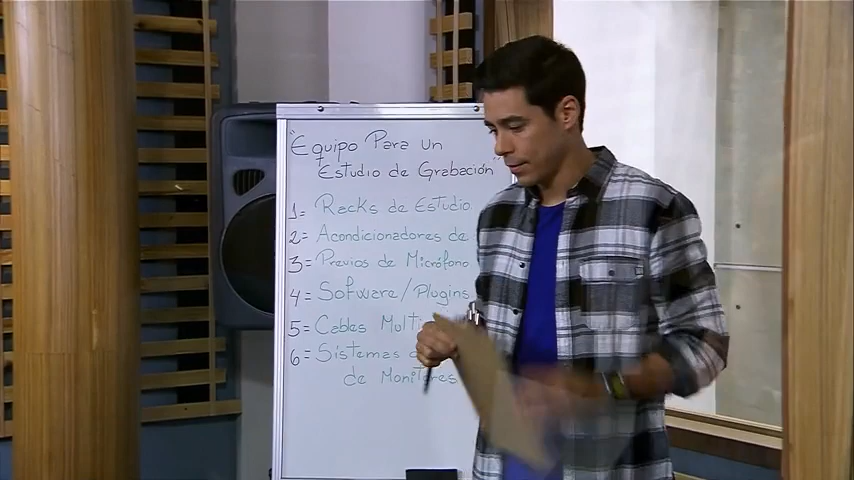 "Equipo Para un
Estudio de Grabación
1= Racks de Estudio
2= Acondicionadores de
3= Previos de Micrófono
4= Software/Plugins
5= Cables
6= Sistemas
de Monitores